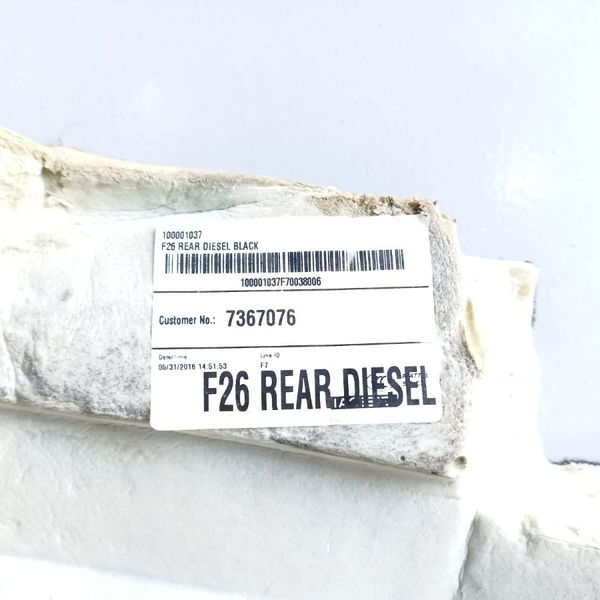 100001037
F26 REAR DIESEL BLACK
100001037F70038006
Customer No.: 7367076
Date/Time
Line ID
05/31/2016 14:51:53
F7
F26 REAR DIESEL